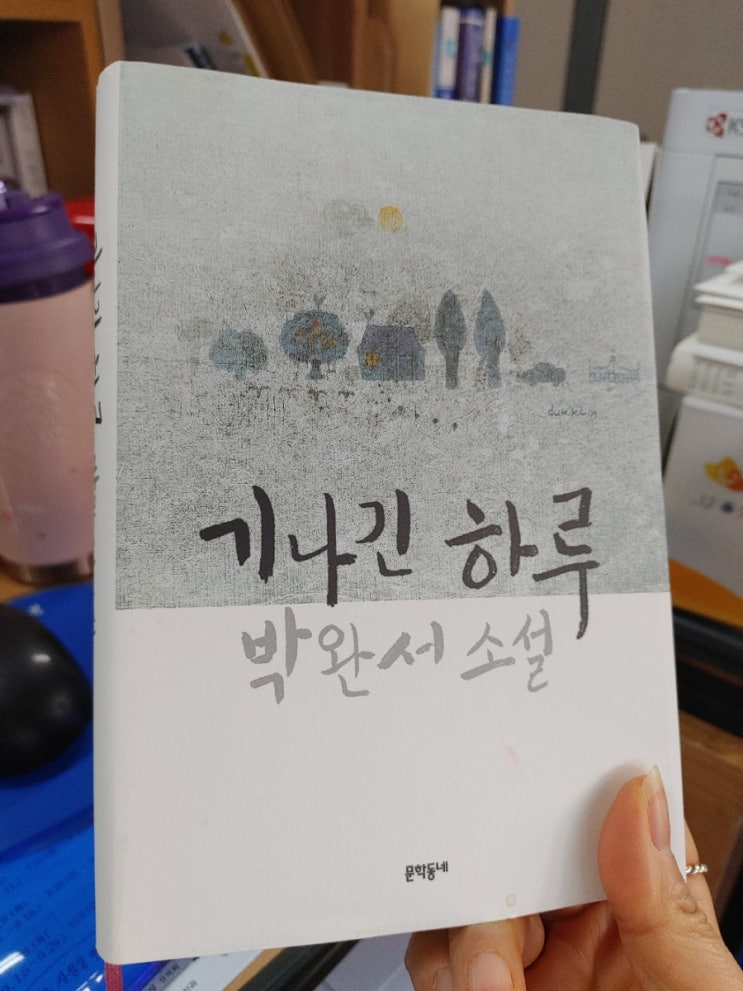 기나긴 하루
박완서 소설
문학동네